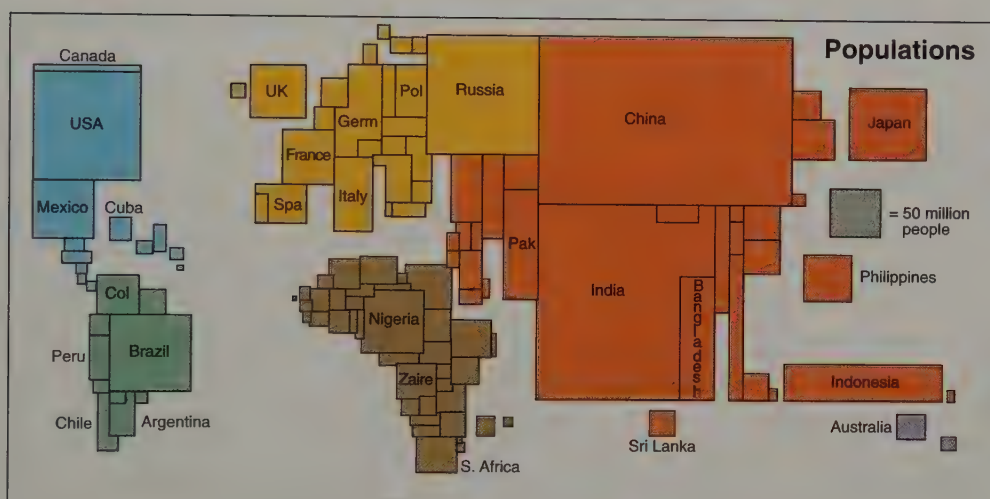 Populations
Canada
USA
Mexico
Cuba
Col
Peru
Brazil
Chile
Argentina
UK
Pol
Germ
France
Spa
Italy
Russia
China
Japan
= 50 million
people
Pak
India
Bangladesh
Philippines
Indonesia
Nigeria
Zaire
S. Africa
Sri Lanka
Australia